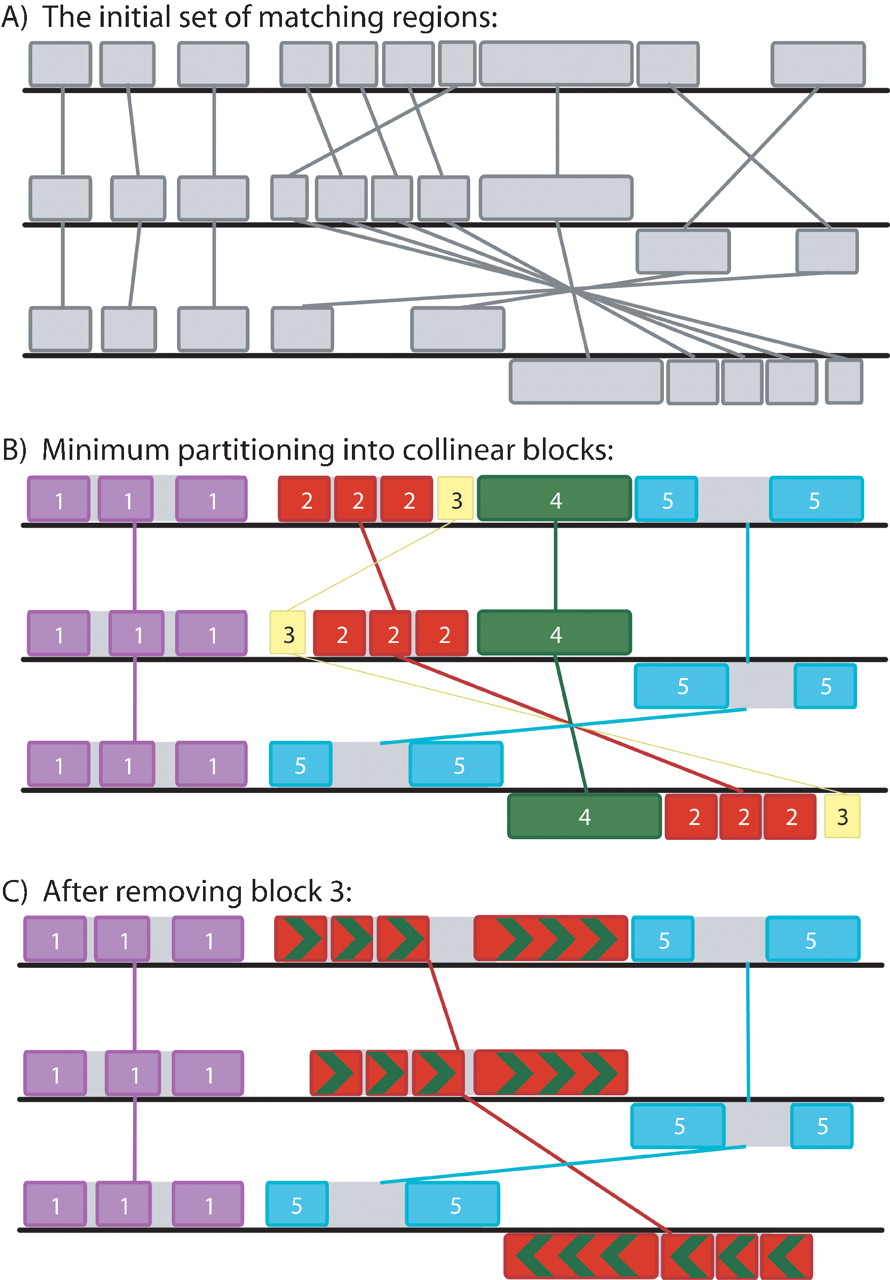 A) The initial set of matching regions:
B) Minimum partitioning into collinear blocks:
1 1 1 2 2 2 3 4 5 5
1 1 1 3 2 2 2 4
5 5
1 1 1 5 5
4 2 2 2 3
C) After removing block 3:
1 1 1 5 5
1 1 1
5 5
1 1 1 5 5